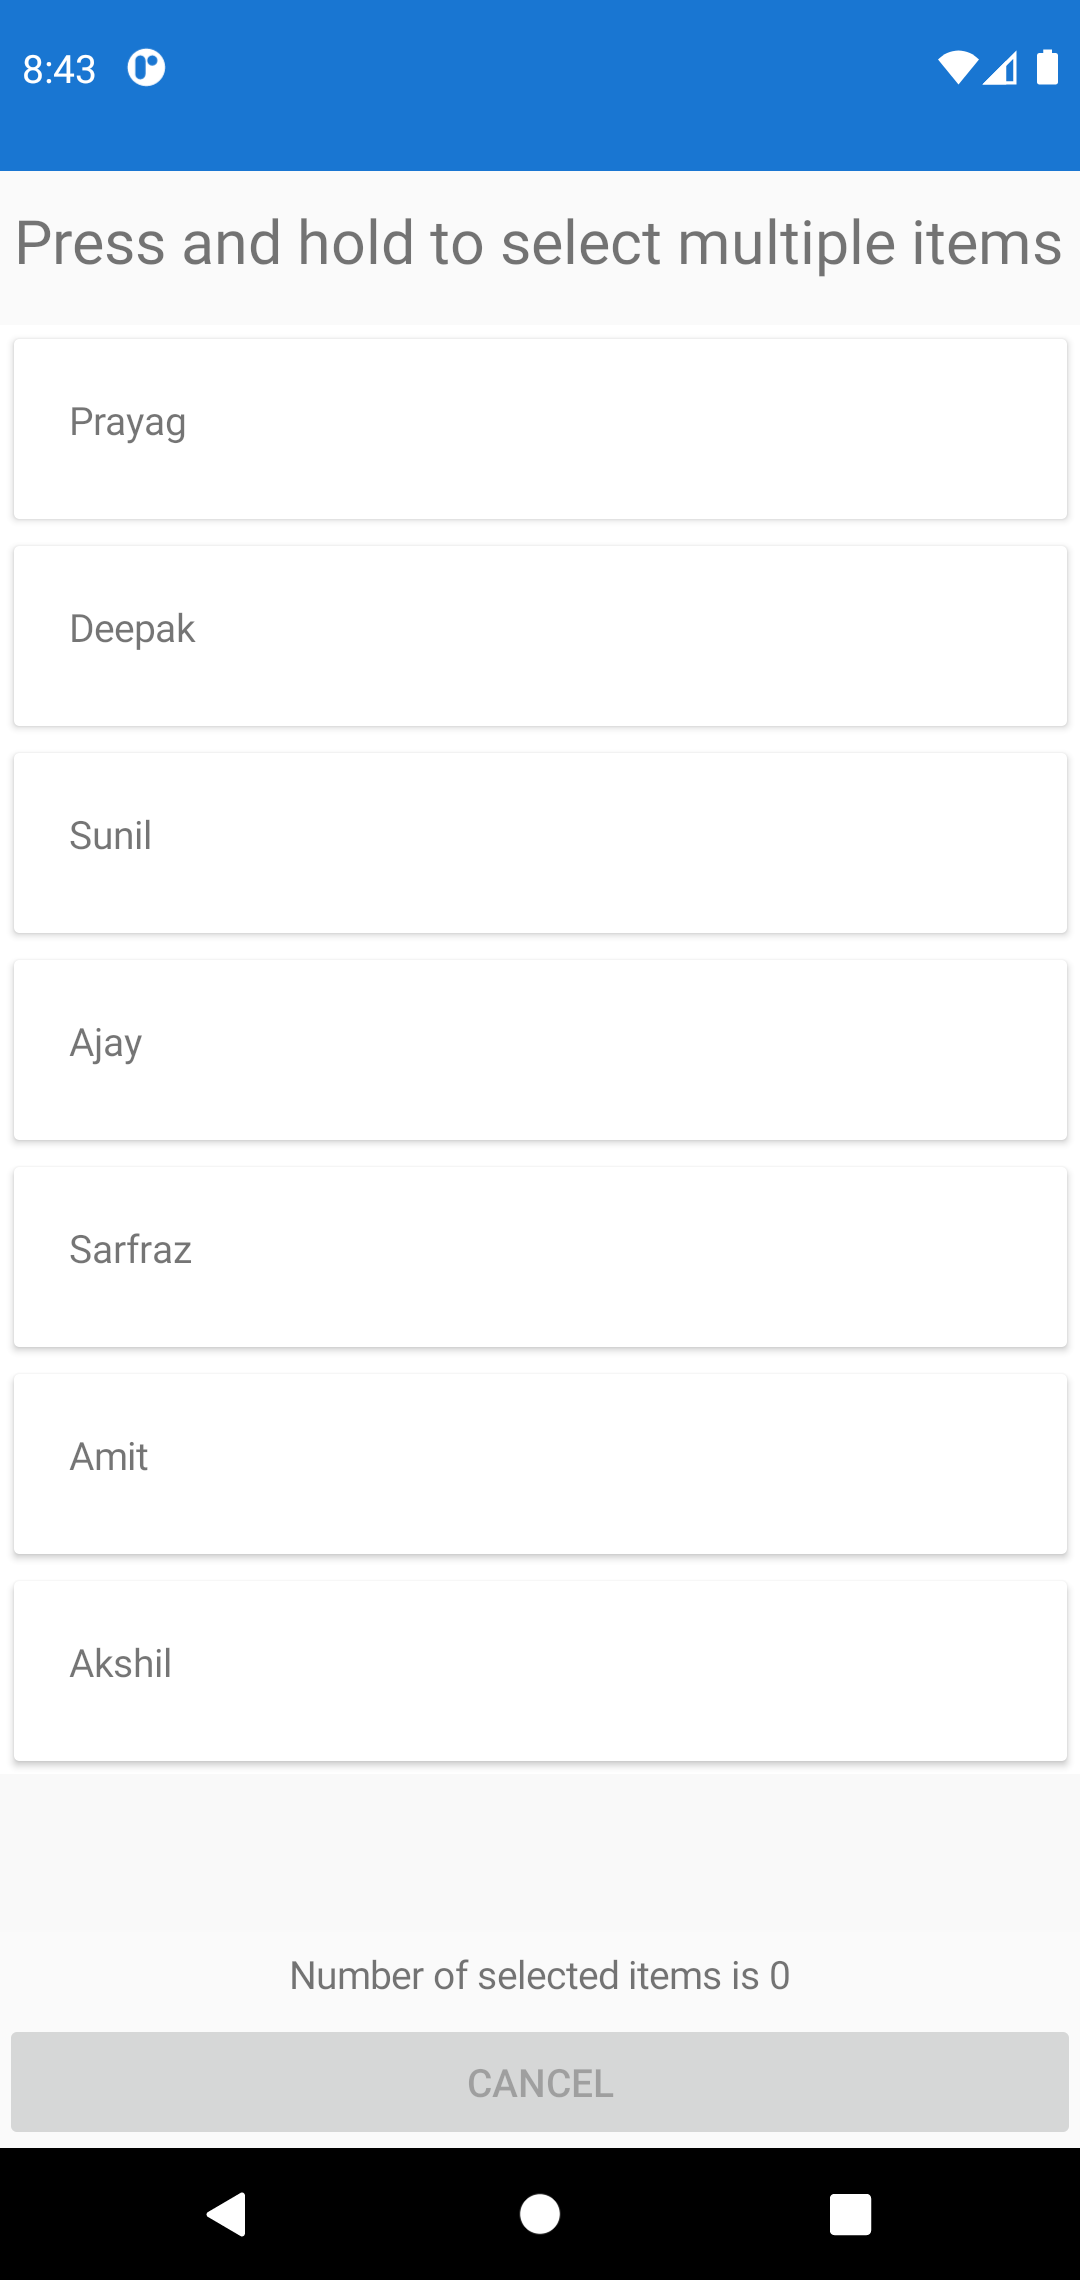 8:43
Press and hold to select multiple items
Prayag
Deepak
Sunil
Ajay
Sarfraz
Amit
Akshil
Number of selected items is 0
CANCEL